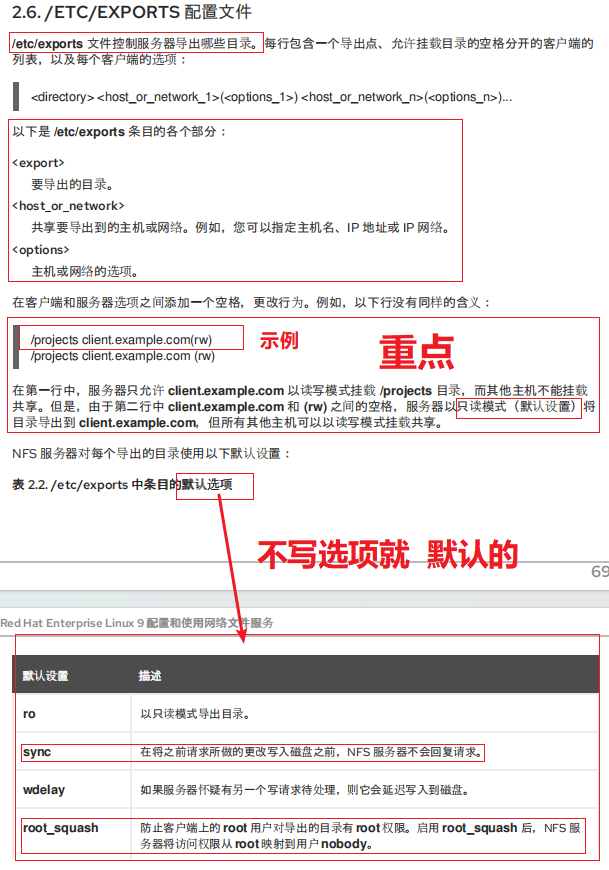 2.6. /ETC/EXPORTS 配置文件
/etc/exports 文件控制服务器导出哪些目录。每行包含一个导出点、允许挂载目录的空格分开的客户端的
列表，以及每个客户端的选项：
<directory> <host_or_network_1>(<options_1>) <host_or_network_n>(<options_n>)...
以下是 /etc/exports 条目的各个部分：
<export>
要导出的目录。
<host_or_network>
共享要导出到的主机或网络。例如，您可以指定主机名、IP 地址或 IP 网络。
<options>
主机或网络的选项。
在客户端和服务器选项之间添加一个空格，更改行为。例如，以下行没有同样的含义：
/projects client.example.com(rw)
示例
/projects client.example.com (rw)
重点
在第一行中，服务器只允许 client.example.com 以读写模式挂载 /projects 目录，而其他主机不能挂载
共享。但是，由于第二行中 client.example.com 和 (rw) 之间的空格，服务器以只读模式（默认设置）将
目录导出到 client.example.com，但所有其他主机可以以读写模式挂载共享。
NFS 服务器对每个导出的目录使用以下默认设置：
表 2.2. /etc/exports 中条目的默认选项
不写选项就 默认的
69
Red Hat Enterprise Linux 9 配置和使用网络文件服务
默认设置 描述
ro 以只读模式导出目录。
sync 在将之前请求所做的更改写入磁盘之前，NFS 服务器不会回复请求。
wdelay 如果服务器怀疑有另一个写请求待处理，则它会延迟写入到磁盘。
root_squash 防止客户端上的 root 用户对导出的目录有 root 权限。启用 root_squash 后，NFS 服
务器将访问权限从 root 映射到用户 nobody。